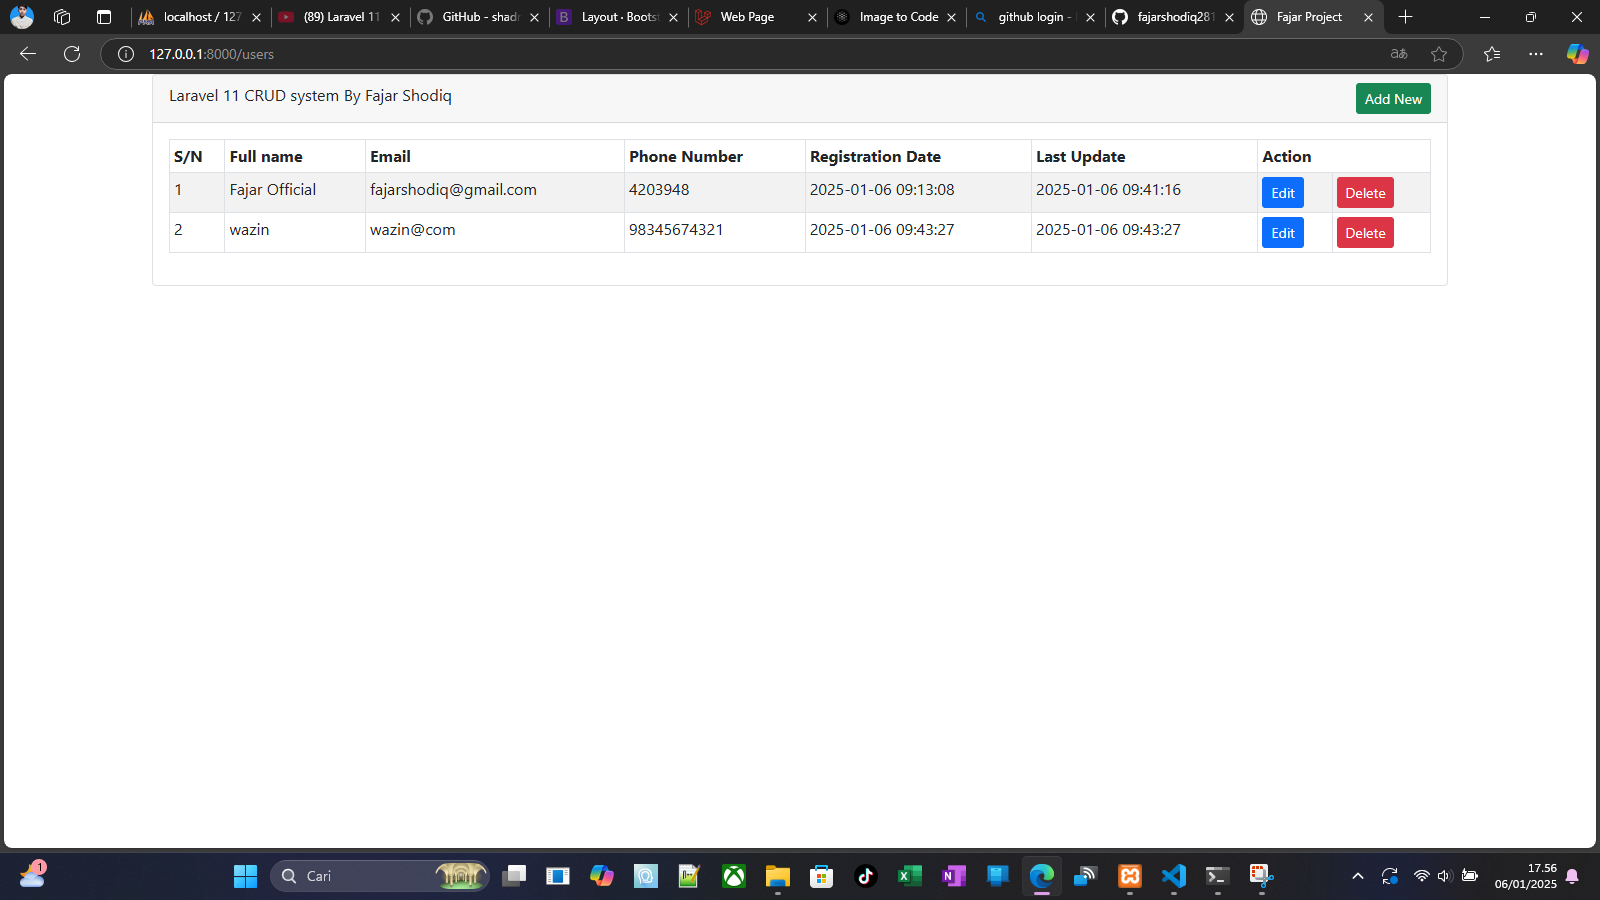 localhost / 127
(89) Laravel 11
GitHub - shadr
Layout · Bootst
Web Page
Image to Code
github login -
fajarshodiq281
Fajar Project
127.0.0.1:8000/users
Laravel 11 CRUD system By Fajar Shodiq
Add New
S/N Full name Email Phone Number Registration Date Last Update Action
1 Fajar Official fajarshodiq@gmail.com 4203948 2025-01-06 09:13:08 2025-01-06 09:41:16 Edit Delete
2 wazin wazin@com 98345674321 2025-01-06 09:43:27 2025-01-06 09:43:27 Edit Delete
1
Cari
17.56
06/01/2025